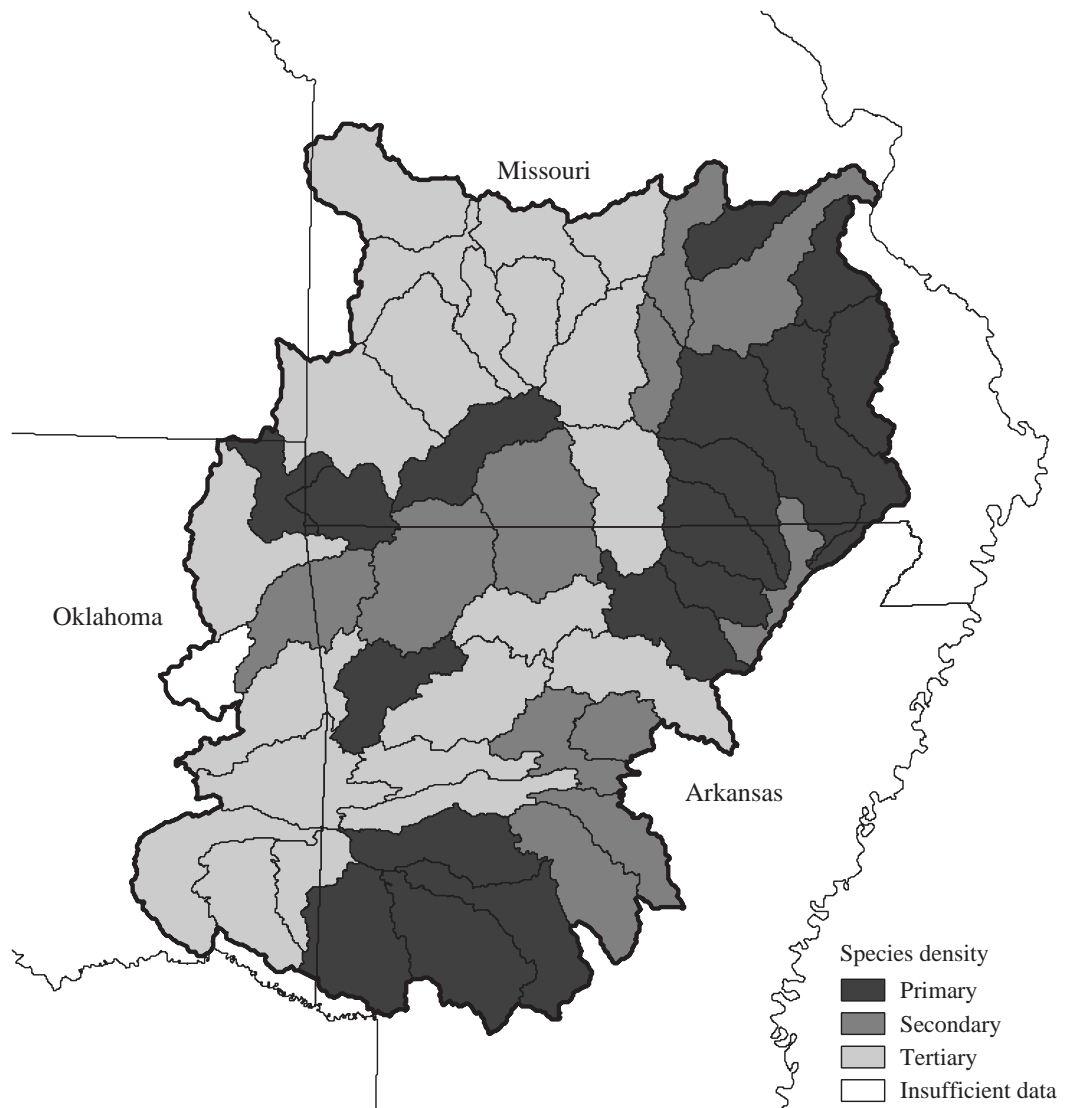 Missouri
Oklahoma
Arkansas
Species density
Primary
Secondary
Tertiary
Insufficient data